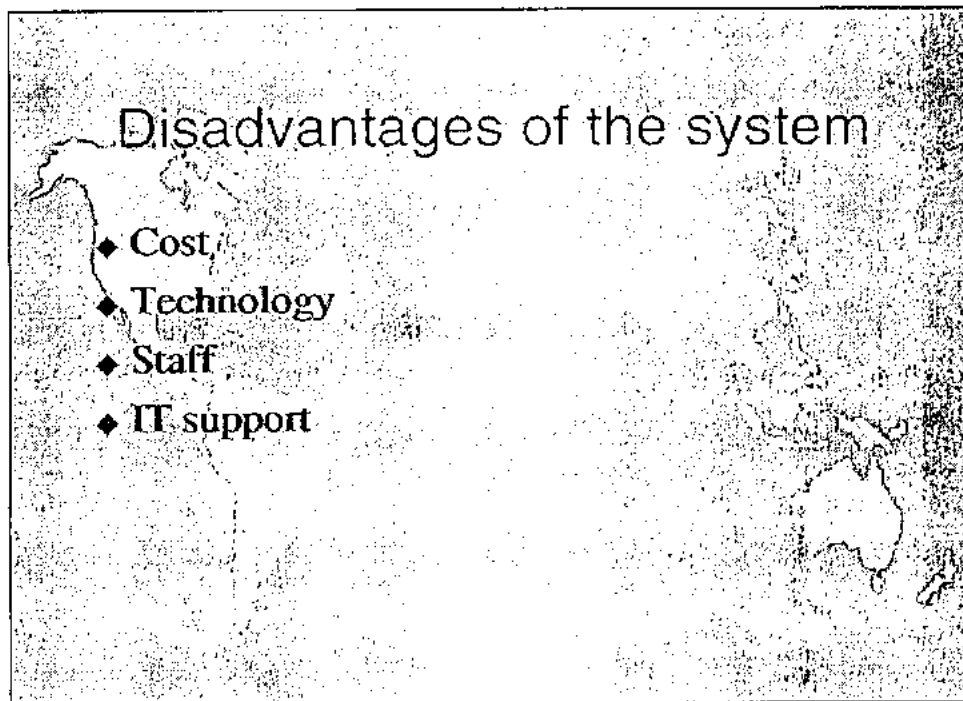 Disadvantages of the system
◆ Cost
◆ Technology
◆ Staff
◆ IT support